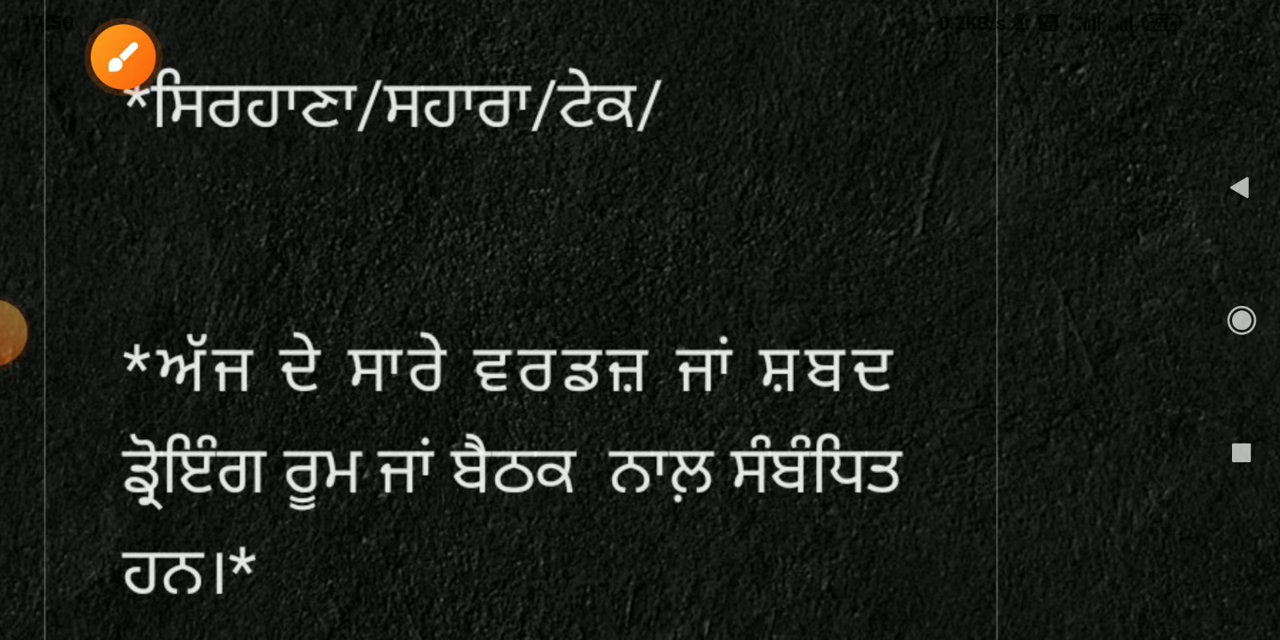 *ਸਿਰਹਾਣਾ/ਸਹਾਰਾ/ਟੇਕ/
*ਅੱਜ ਦੇ ਸਾਰੇ ਵਰਡਜ਼ ਜਾਂ ਸ਼ਬਦ
ਡ੍ਰੋਇੰਗ ਰੂਮ ਜਾਂ ਬੈਠਕ ਨਾਲ਼ ਸੰਬੰਧਿਤ
ਹਨ।*